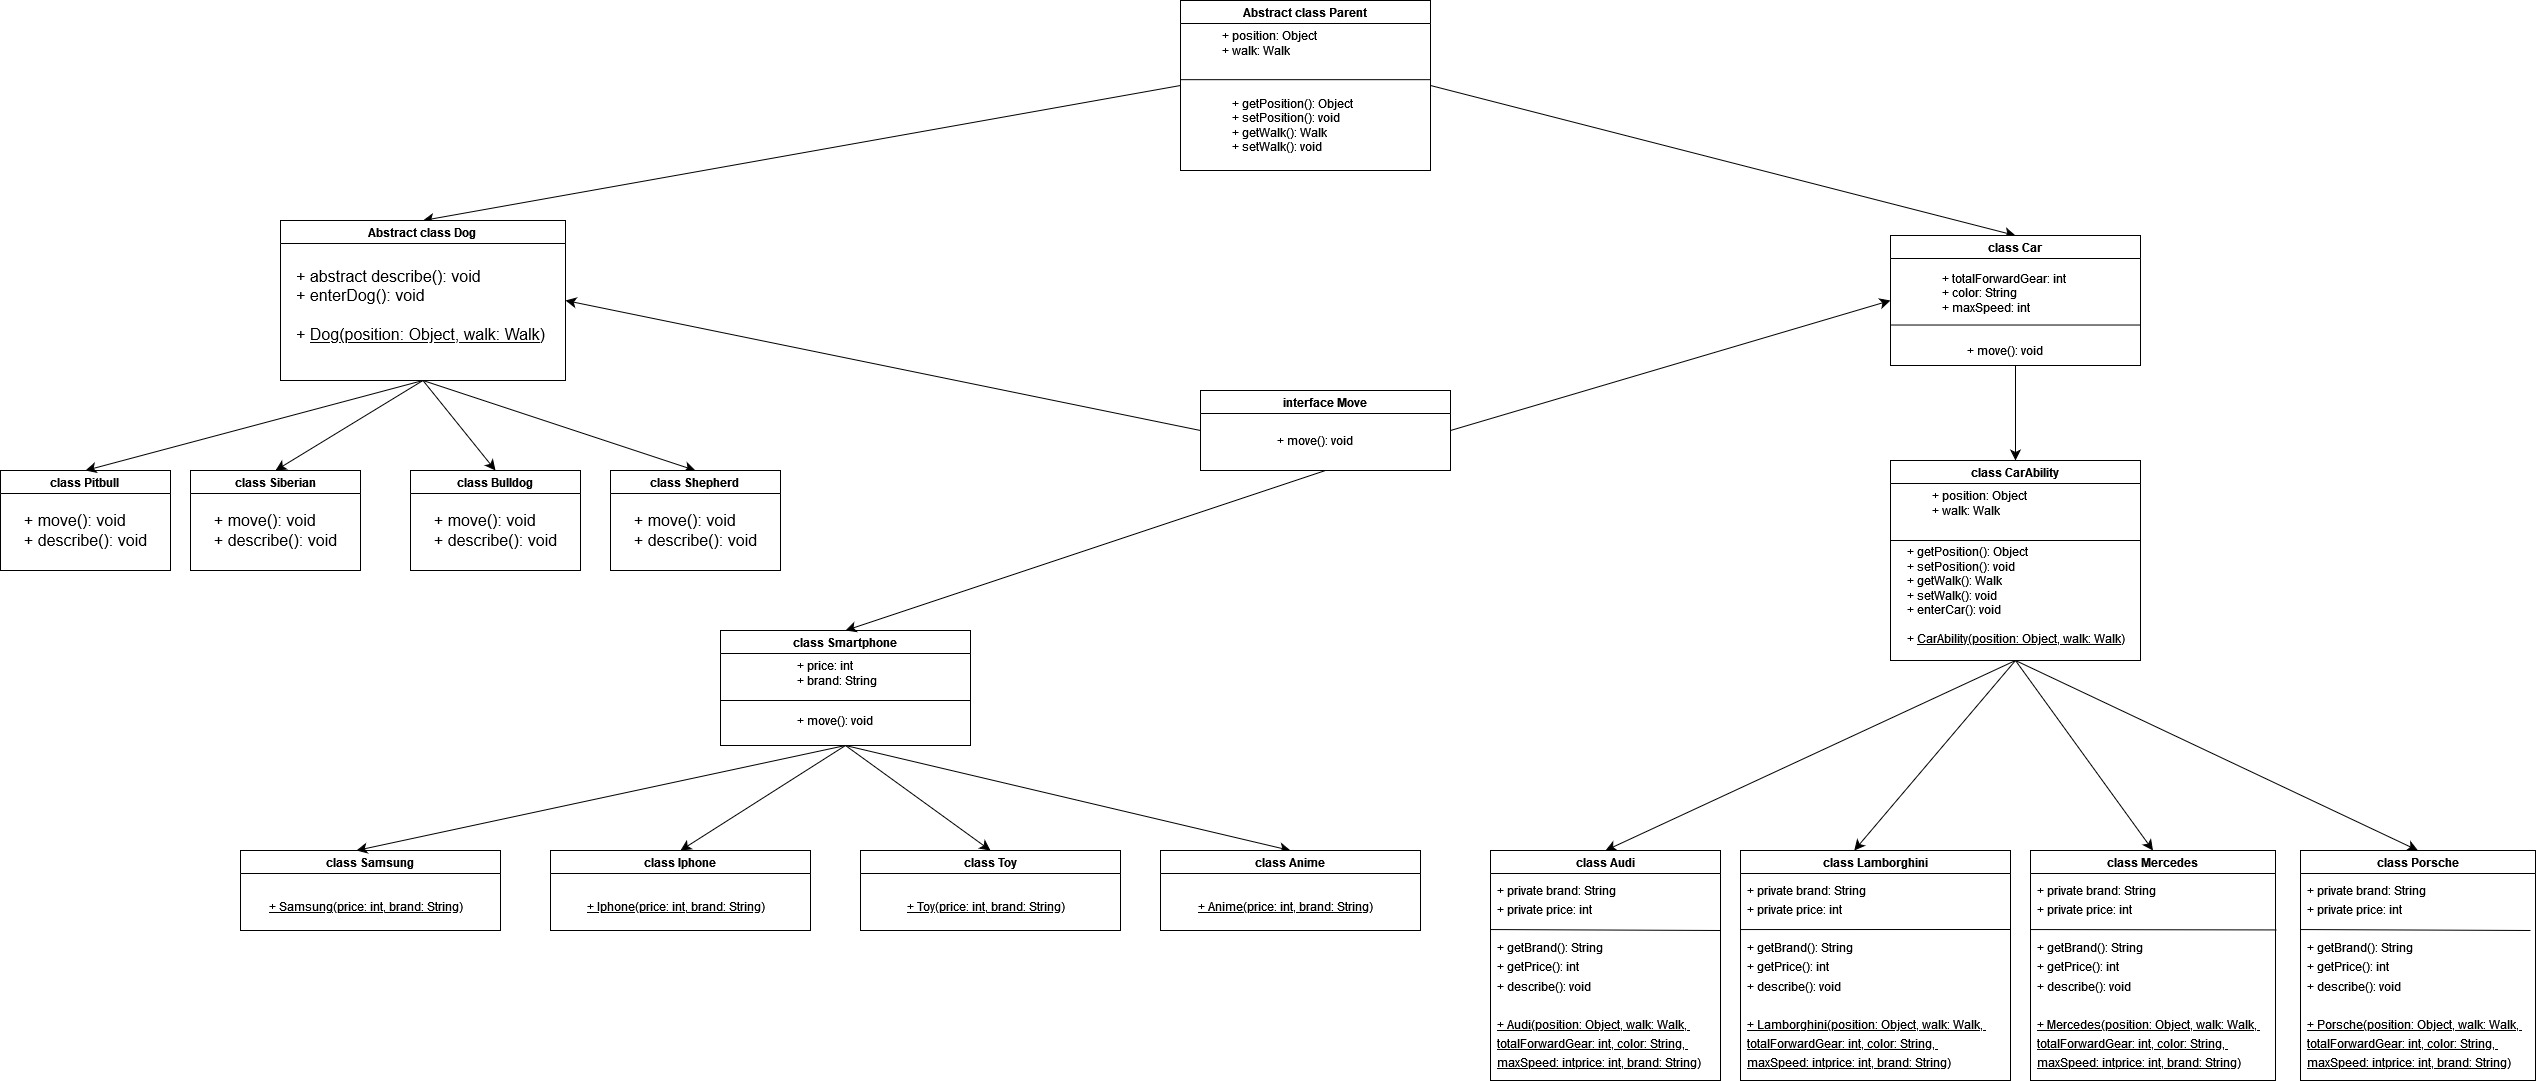 Abstract class Parent
+ position: Object
+ walk: Walk
+ getPosition(): Object
+ setPosition(): void
+ getWalk(): Walk
+ setWalk(): void
Abstract class Dog
+ abstract describe(): void
+ enterDog(): void
+ Dog(position: Object, walk: Walk)
class Car
+ totalForwardGear: int
+ color: String
+ maxSpeed: int
+ move(): void
interface Move
+ move(): void
class Pitbull
+ move(): void
+ describe(): void
class Siberian
+ move(): void
+ describe(): void
class Bulldog
+ move(): void
+ describe(): void
class Shepherd
+ move(): void
+ describe(): void
class CarAbility
+ position: Object
+ walk: Walk
+ getPosition(): Object
+ setPosition(): void
+ getWalk(): Walk
+ setWalk(): void
+ enterCar(): void
+ CarAbility(position: Object, walk: Walk)
class Smartphone
+ price: int
+ brand: String
+ move(): void
class Samsung
+ Samsung(price: int, brand: String)
class Iphone
+ Iphone(price: int, brand: String)
class Toy
+ Toy(price: int, brand: String)
class Anime
+ Anime(price: int, brand: String)
class Audi
+ private brand: String
+ private price: int
+ getBrand(): String
+ getPrice(): int
+ describe(): void
+ Audi(position: Object, walk: Walk,
totalForwardGear: int, color: String,
maxSpeed: intprice: int, brand: String)
class Lamborghini
+ private brand: String
+ private price: int
+ getBrand(): String
+ getPrice(): int
+ describe(): void
+ Lamborghini(position: Object, walk: Walk,
totalForwardGear: int, color: String,
maxSpeed: intprice: int, brand: String)
class Mercedes
+ private brand: String
+ private price: int
+ getBrand(): String
+ getPrice(): int
+ describe(): void
+ Mercedes(position: Object, walk: Walk,
totalForwardGear: int, color: String,
maxSpeed: intprice: int, brand: String)
class Porsche
+ private brand: String
+ private price: int
+ getBrand(): String
+ getPrice(): int
+ describe(): void
+ Porsche(position: Object, walk: Walk,
totalForwardGear: int, color: String,
maxSpeed: intprice: int, brand: String)